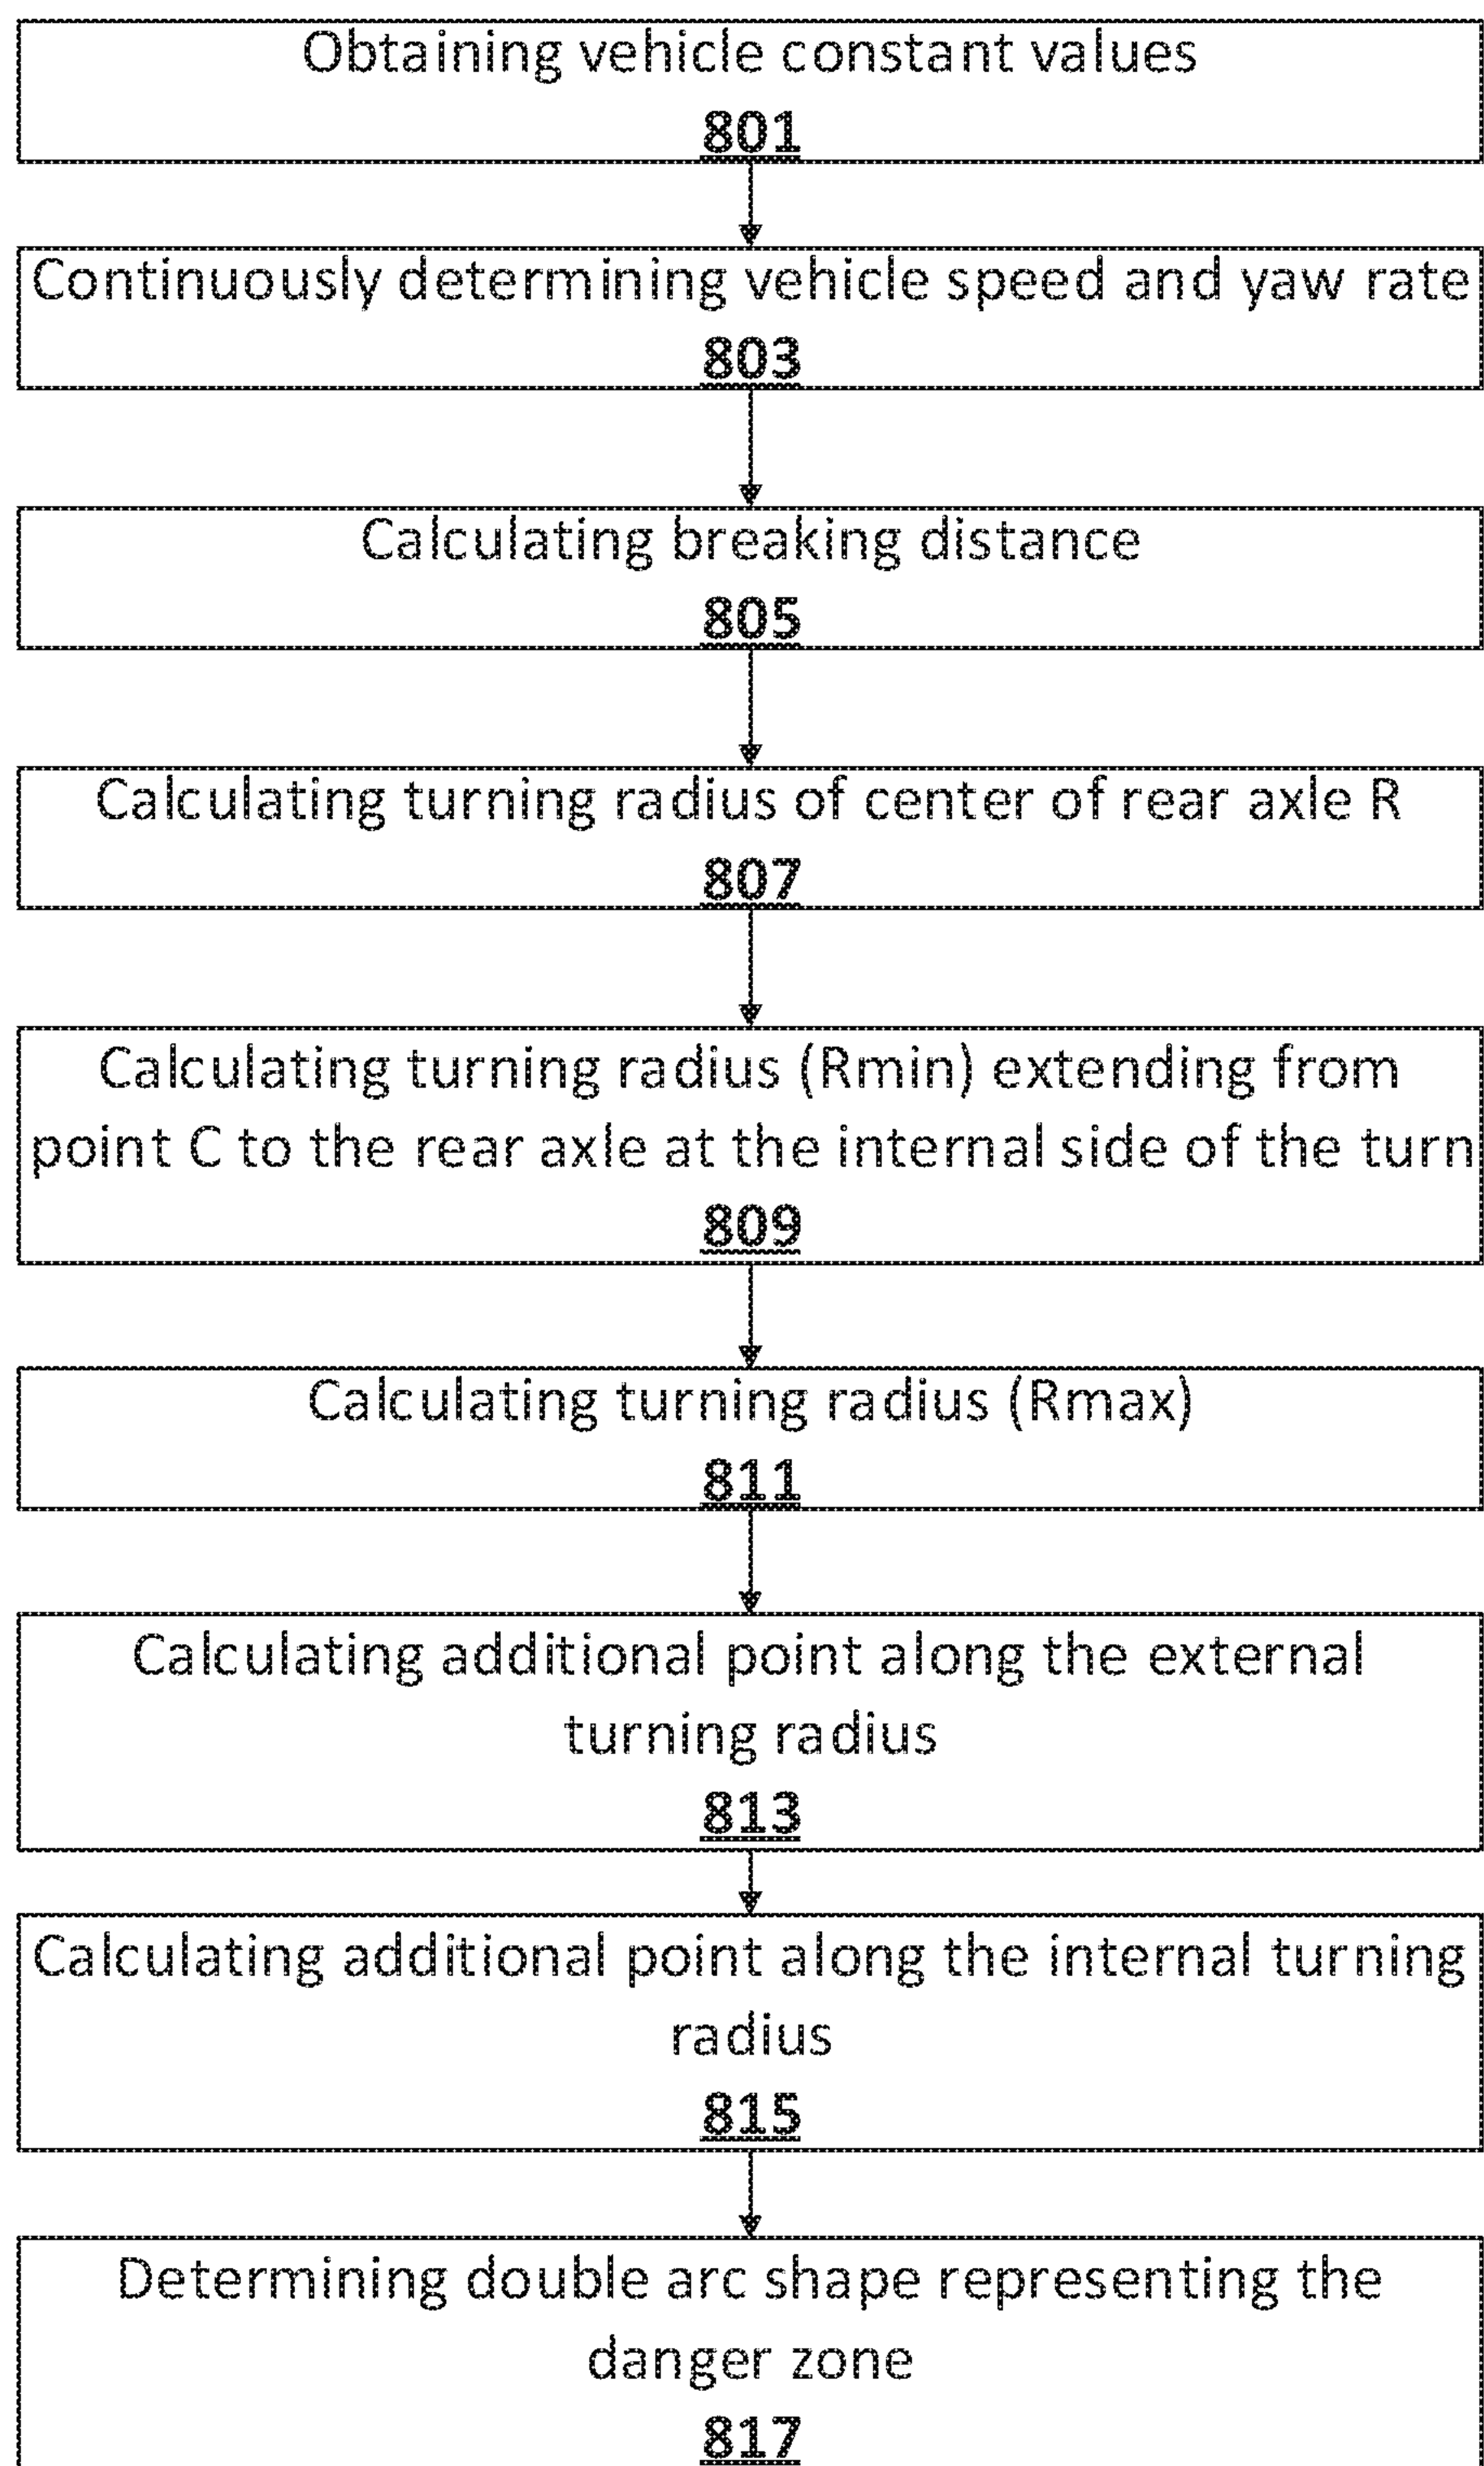 Obtaining vehicle constant values
801
Continuously determining vehicle speed and yaw rate
803
Calculating breaking distance
805
Calculating turning radius of center of rear axle R
807
Calculating turning radius (Rmin) extending from
point C to the rear axle at the internal side of the turn
809
Calculating turning radius (Rmax)
811
Calculating additional point along the external
turning radius
813
Calculating additional point along the internal turning
radius
815
Determining double arc shape representing the
danger zone
817